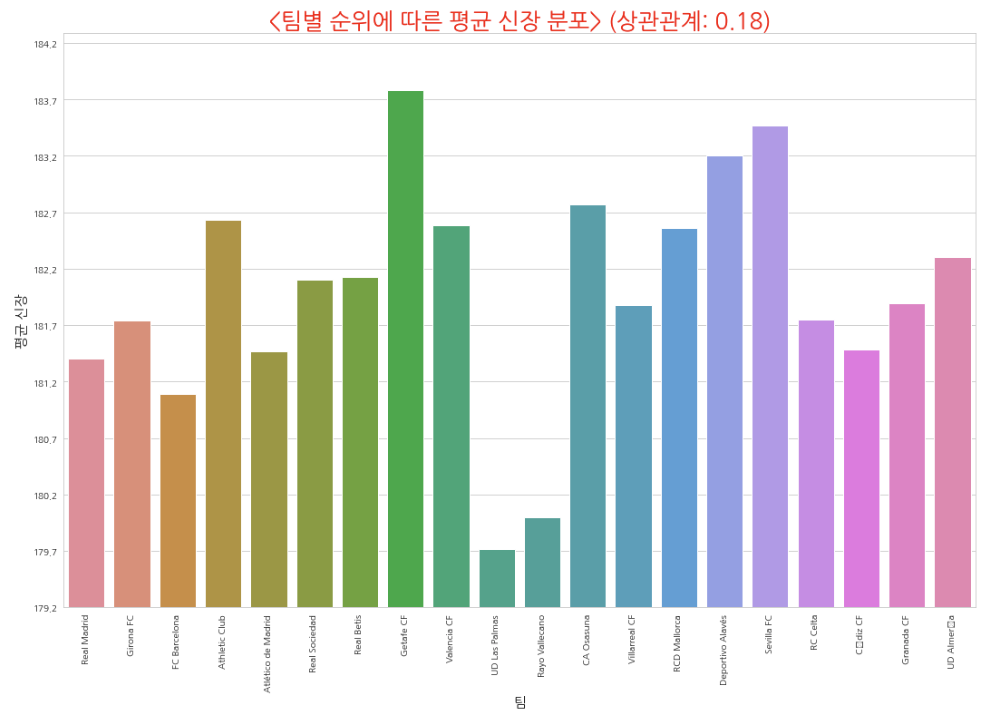 <팀별 순위에 따른 평균 신장 분포> (상관관계: 0.18)
184.2
183.7
183.2
182.7
182.2
181.7
181.2
180.7
180.2
179.7
179.2
평균 신장
Real Madrid
Girona FC
FC Barcelona
Athletic Club
Atlético de Madrid
Real Sociedad
Real Betis
Getafe CF
Valencia CF
UD Las Palmas
Rayo Vallecano
CA Osasuna
Villarreal CF
RCD Mallorca
Deportivo Alavés
Sevilla FC
RC Celta
C□diz CF
Granada CF
UD Almer□a
팀